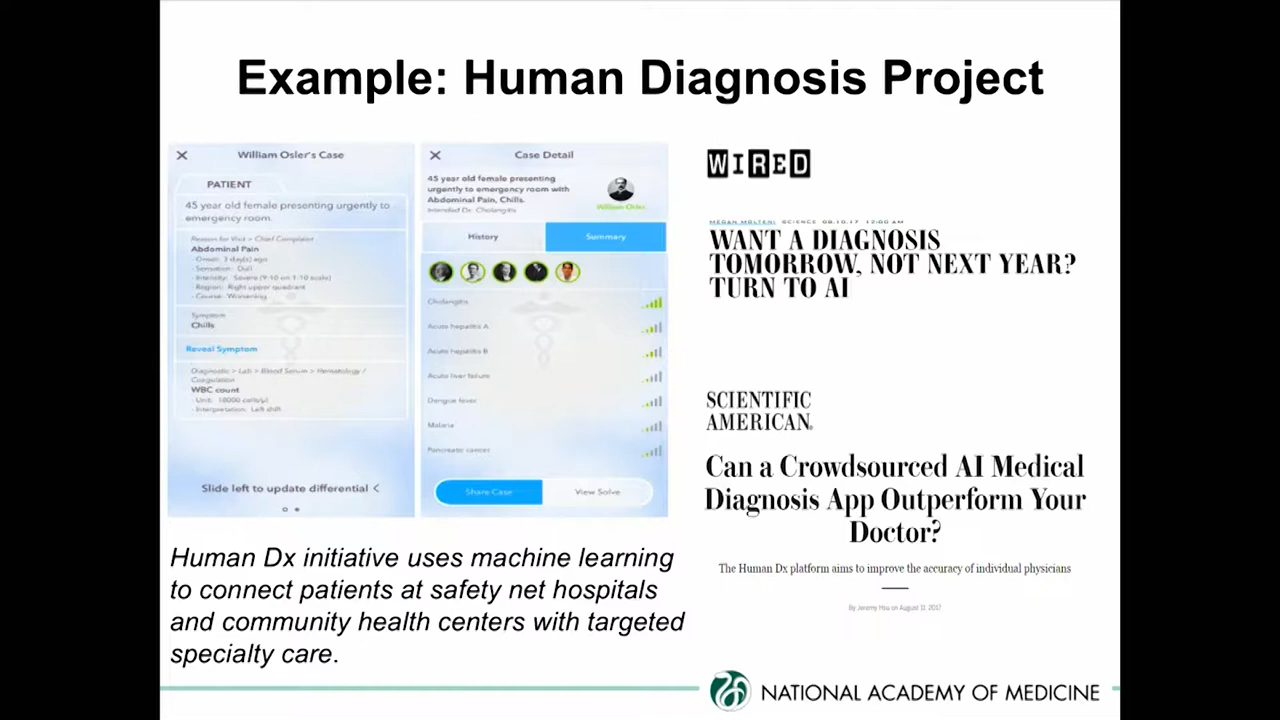 Example: Human Diagnosis Project
William Osler's Case
PATIENT
45 year old female presenting urgently to
emergency room.
Reason for Visit > Chief Complaint
Abdominal Pain
- Onset: 3 day(s) ago
- Sensation: Dull
- Intensity: Severe (9-10 on 1-10 scale)
- Region: Right upper quadrant
- Course: Worsening
Symptom
Chills
Reveal Symptom
Diagnostic > Lab > Blood Serum > Hematology /
Coagulation
WBC count
- Unit: 18000 cells/µl
- Interpretation: Left shift
Slide left to update differential <
Case Detail
45 year old female presenting
urgently to emergency room with
Abdominal Pain, Chills.
Intended Dx: Cholangitis
William Osler
History
Summary
Cholangitis
Acute hepatitis A
Acute hepatitis B
Acute liver failure
Dengue fever
Malaria
Pancreatic cancer
Share Case
View Solve
Human Dx initiative uses machine learning
to connect patients at safety net hospitals
and community health centers with targeted
specialty care.
WIRED
MEGAN MOLTENI SCIENCE 08.10.17 12:00 AM
WANT A DIAGNOSIS
TOMORROW, NOT NEXT YEAR?
TURN TO AI
SCIENTIFIC
AMERICAN®
Can a Crowdsourced AI Medical
Diagnosis App Outperform Your
Doctor?
The Human Dx platform aims to improve the accuracy of individual physicians
By Jeremy Hsu on August 11, 2017
NATIONAL ACADEMY OF MEDICINE